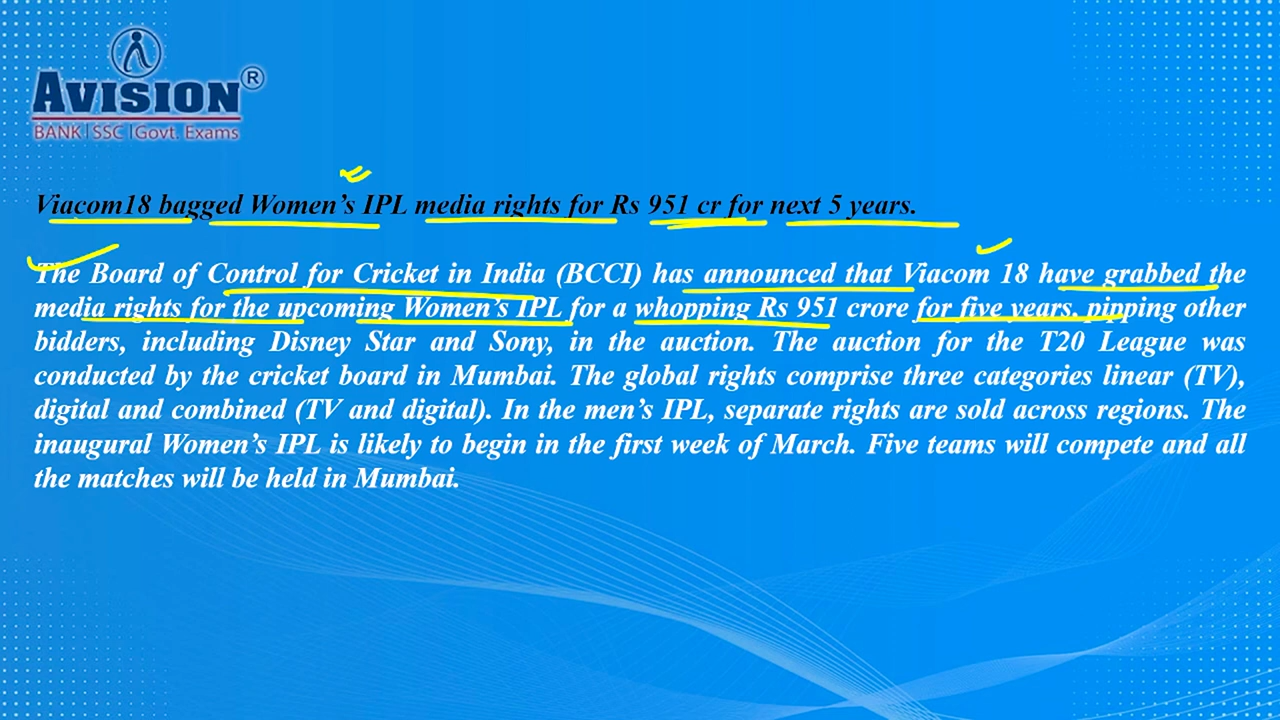 AVISION®
BANK|SSC|Govt. Exams
Viacom18 bagged Women's IPL media rights for Rs 951 cr for next 5 years.
The Board of Control for Cricket in India (BCCI) has announced that Viacom 18 have grabbed the
media rights for the upcoming Women's IPL for a whopping Rs 951 crore for five years, pipping other
bidders, including Disney Star and Sony, in the auction. The auction for the T20 League was
conducted by the cricket board in Mumbai. The global rights comprise three categories linear (TV),
digital and combined (TV and digital). In the men's IPL, separate rights are sold across regions. The
inaugural Women's IPL is likely to begin in the first week of March. Five teams will compete and all
the matches will be held in Mumbai.